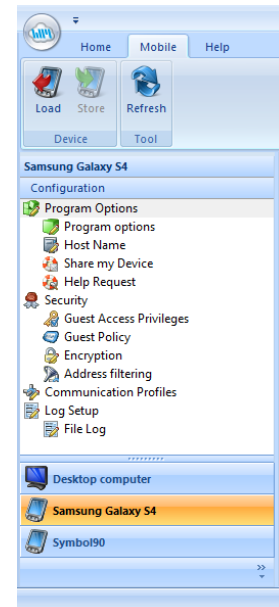 Home Mobile Help
Load Store Refresh
Device Tool
Samsung Galaxy S4
Configuration
Program Options
Program options
Host Name
Share my Device
Help Request
Security
Guest Access Privileges
Guest Policy
Encryption
Address filtering
Communication Profiles
Log Setup
File Log
Desktop computer
Samsung Galaxy S4
Symbol90